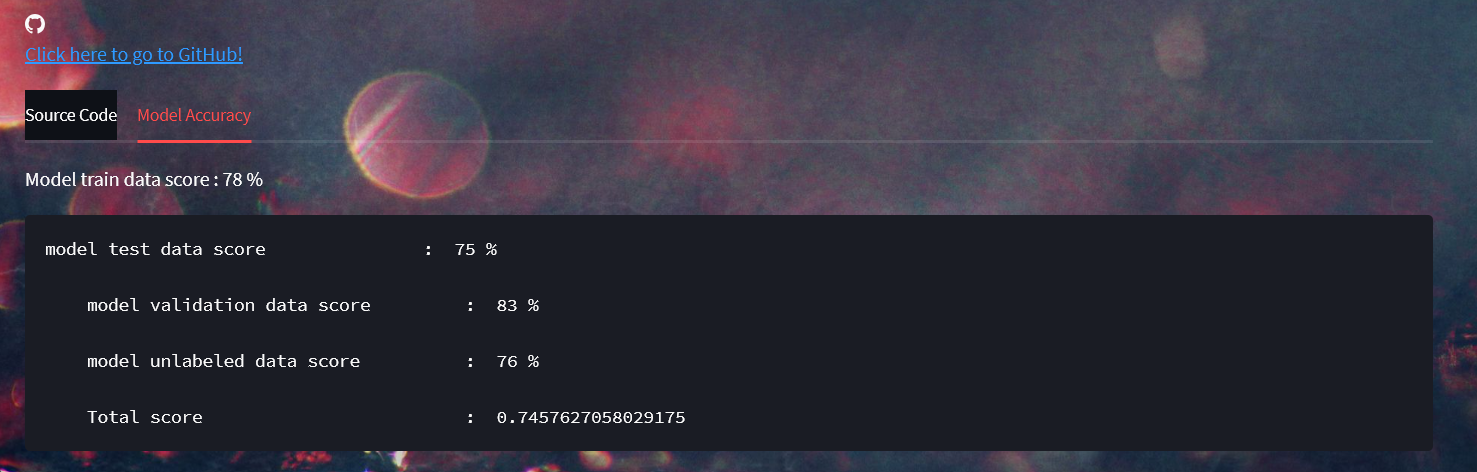 Click here to go to GitHub!
Source Code Model Accuracy
Model train data score : 78 %
model test data score : 75 %
model validation data score : 83 %
model unlabeled data score : 76 %
Total score : 0.7457627058029175